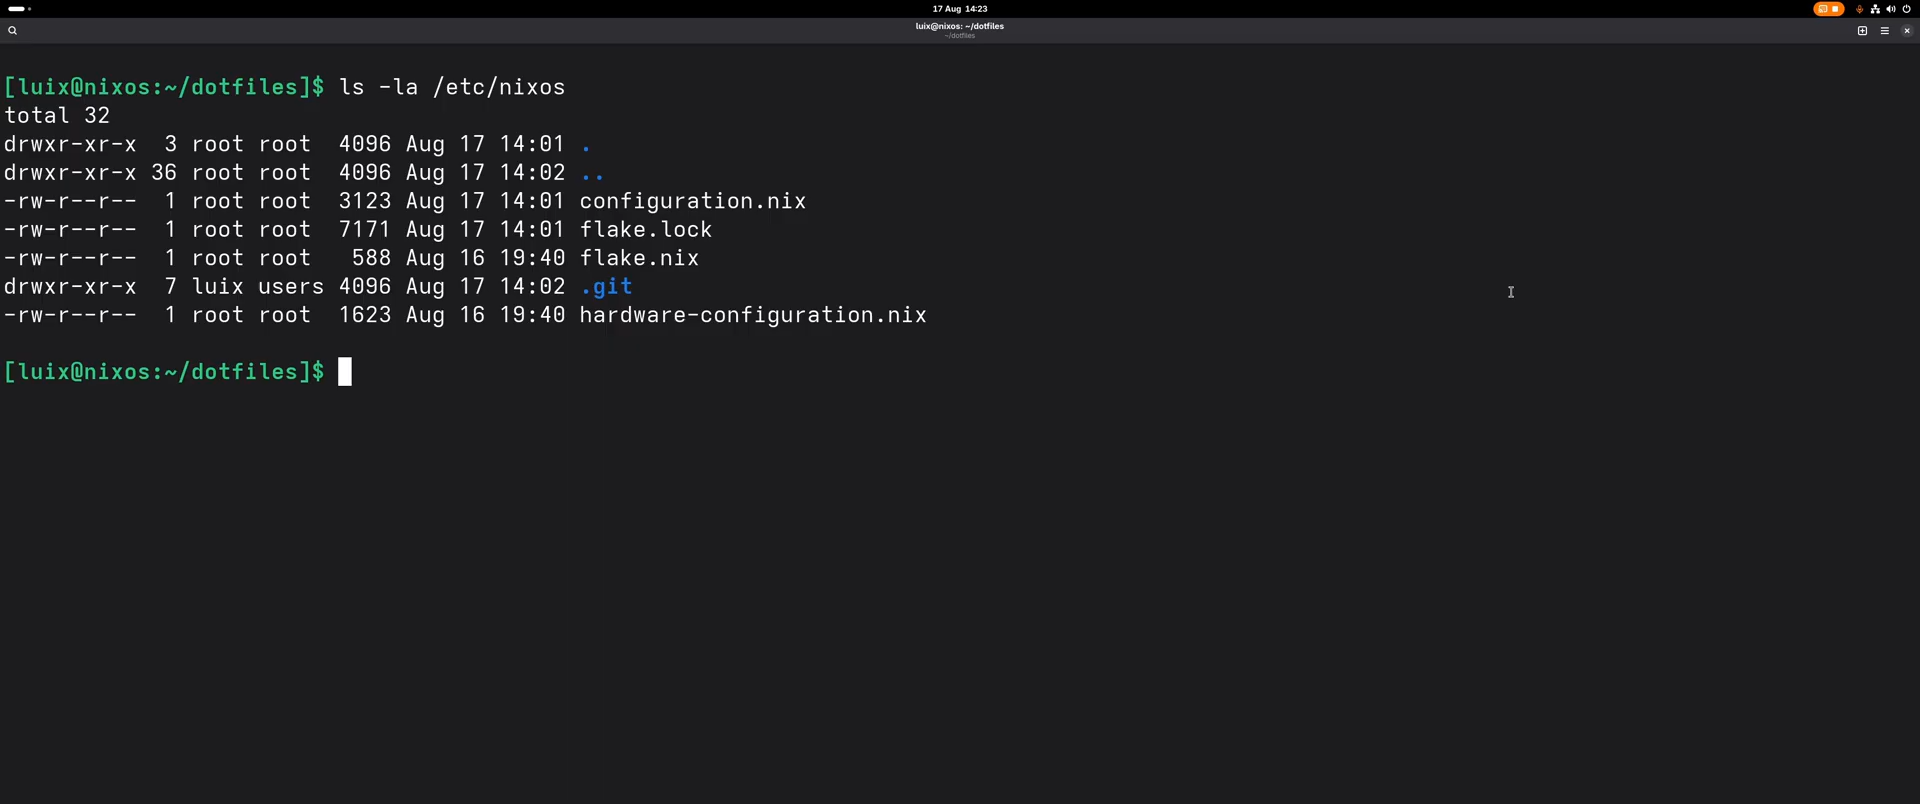 17 Aug 14:23
luix@nixos: ~/dotfiles
~/dotfiles
[luix@nixos:~/dotfiles]$ ls -la /etc/nixos
total 32
drwxr-xr-x  3 root root  4096 Aug 17 14:01 .
drwxr-xr-x 36 root root  4096 Aug 17 14:02 ..
-rw-r--r--  1 root root  3123 Aug 17 14:01 configuration.nix
-rw-r--r--  1 root root  7171 Aug 17 14:01 flake.lock
-rw-r--r--  1 root root   588 Aug 16 19:40 flake.nix
drwxr-xr-x  7 luix users 4096 Aug 17 14:02 .git
-rw-r--r--  1 root root  1623 Aug 16 19:40 hardware-configuration.nix
[luix@nixos:~/dotfiles]$